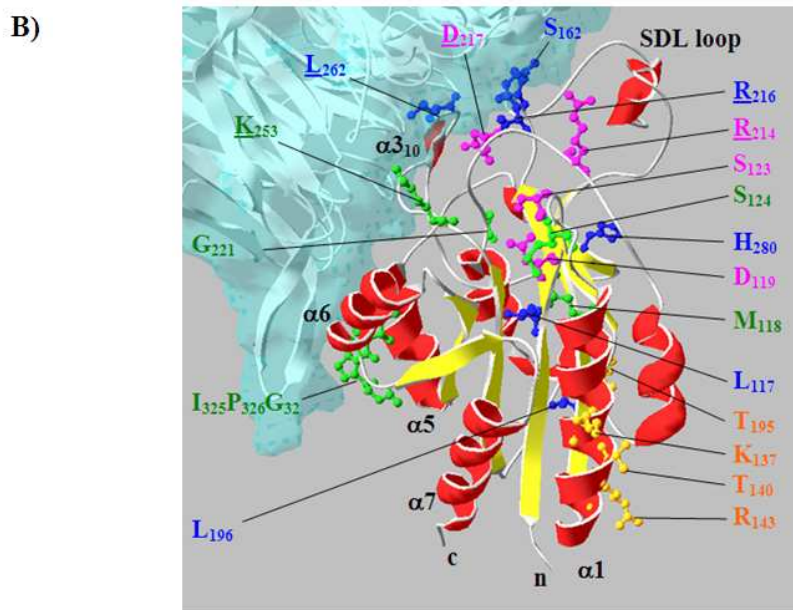 B)
D217
S162
SDL loop
L262
R216
K253
α3₁₀
R214
S123
S124
G221
H280
D119
α6
M118
L117
I325P326G32
α5
T195
K137
α7
T140
L196
R143
c
n
α1